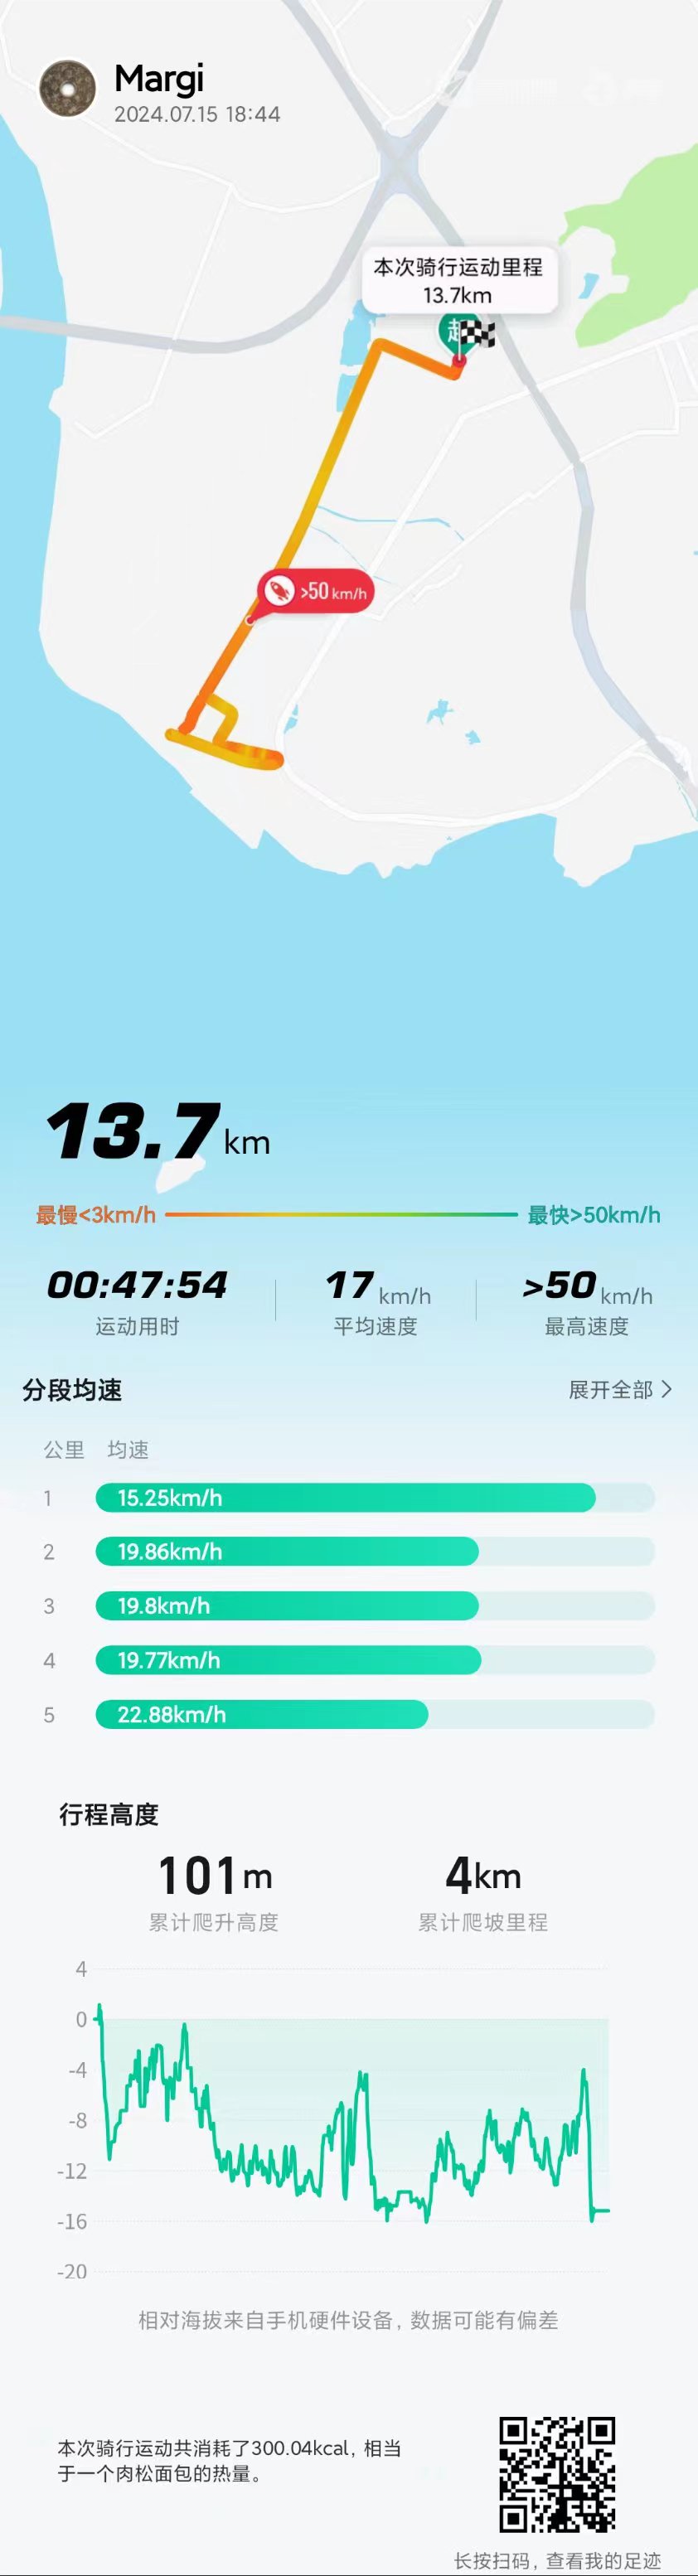 Margi
2024.07.15 18:44
本次骑行运动里程
13.7km
起
>50 km/h
13.7 km
最慢<3km/h 最快>50km/h
00:47:54 17 km/h >50 km/h
运动用时 平均速度 最高速度
分段均速 展开全部 >
公里 均速
1 15.25km/h
2 19.86km/h
3 19.8km/h
4 19.77km/h
5 22.88km/h
行程高度
101m 4km
累计爬升高度 累计爬坡里程
4
0
-4
-8
-12
-16
-20
相对海拔来自手机硬件设备, 数据可能有偏差
本次骑行运动共消耗了300.04kcal, 相当
于一个肉松面包的热量。
长按扫码, 查看我的足迹